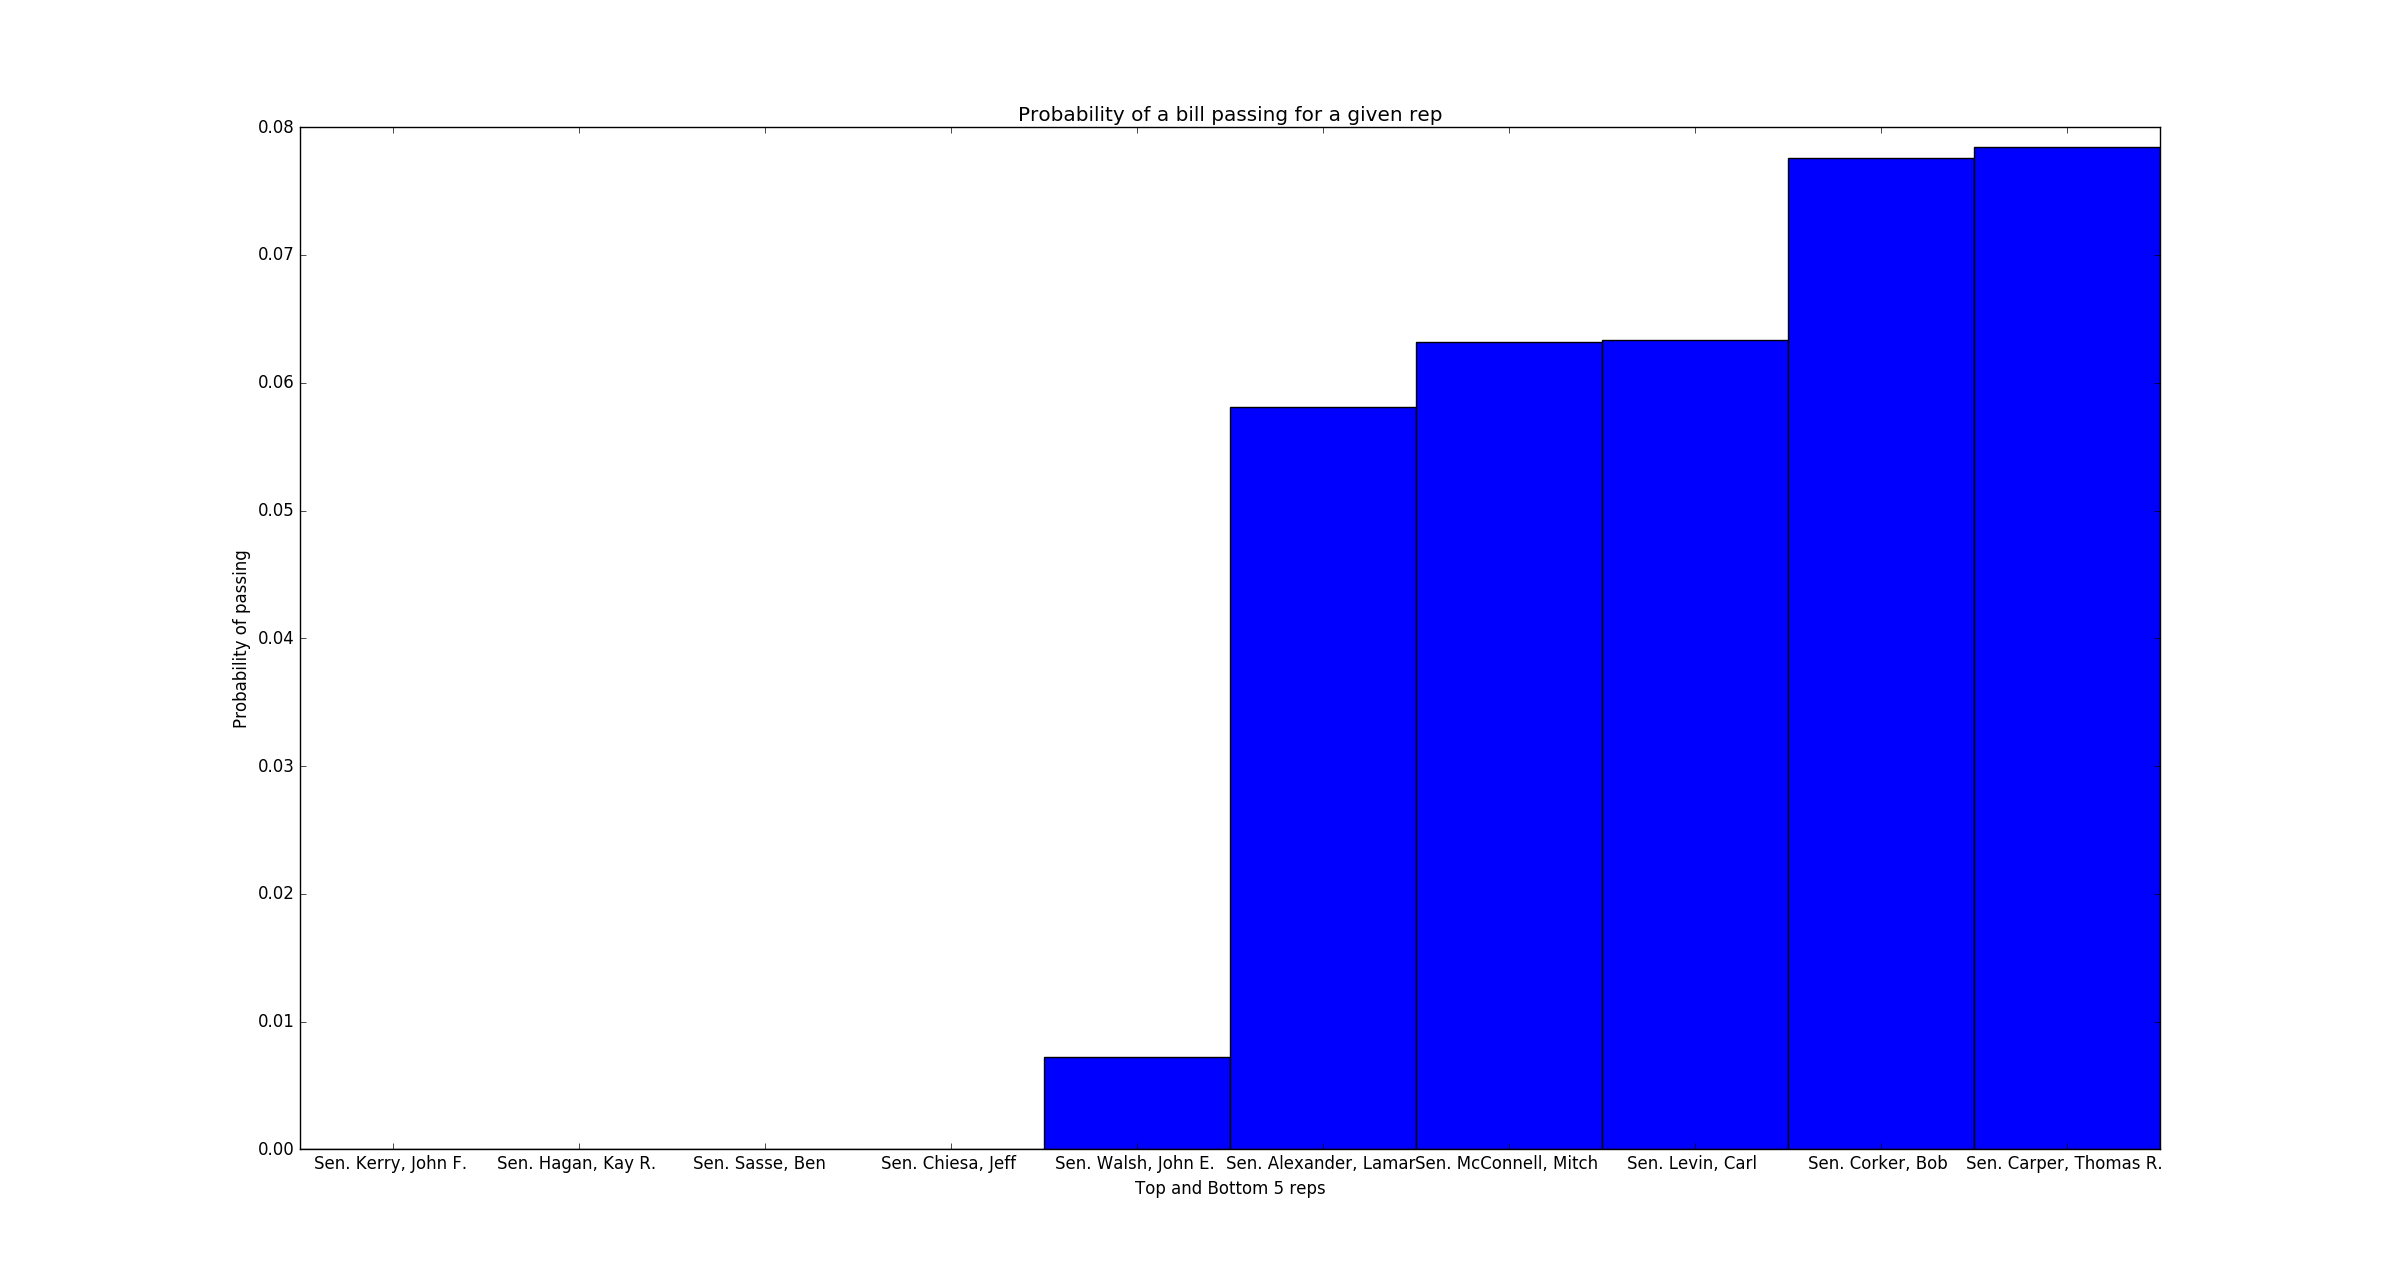 Probability of a bill passing for a given rep
0.08
0.07
0.06
0.05
0.04
0.03
0.02
0.01
0.00
Probability of passing
Sen. Kerry, John F. Sen. Hagan, Kay R. Sen. Sasse, Ben Sen. Chiesa, Jeff Sen. Walsh, John E. Sen. Alexander, Lamar Sen. McConnell, Mitch Sen. Levin, Carl Sen. Corker, Bob Sen. Carper, Thomas R.
Top and Bottom 5 reps